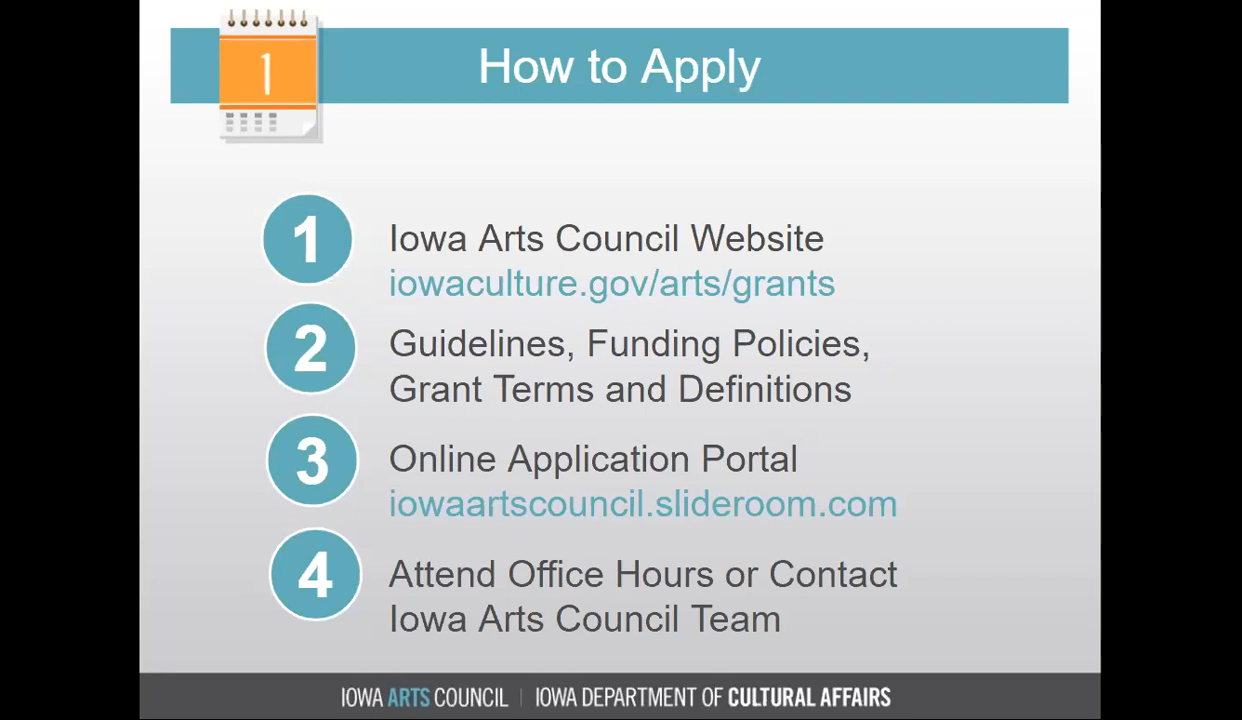 1
How to Apply
1
Iowa Arts Council Website
iowaculture.gov/arts/grants
2
Guidelines, Funding Policies,
Grant Terms and Definitions
3
Online Application Portal
iowaartscouncil.slideroom.com
4
Attend Office Hours or Contact
Iowa Arts Council Team
IOWA ARTS COUNCIL | IOWA DEPARTMENT OF CULTURAL AFFAIRS